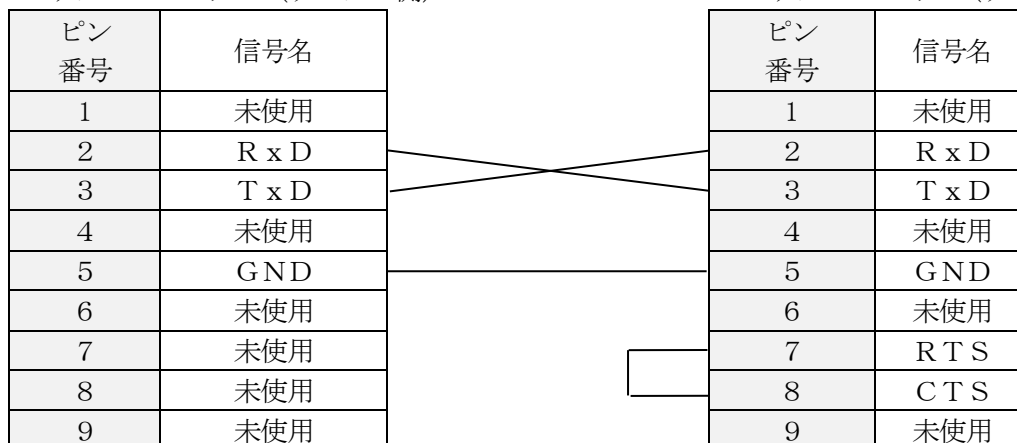 ピン番号 信号名 ピン番号 信号名
1 未使用 1 未使用
2 RxD 2 RxD
3 TxD 3 TxD
4 未使用 4 未使用
5 GND 5 GND
6 未使用 6 未使用
7 未使用 7 RTS
8 未使用 8 CTS
9 未使用 9 未使用